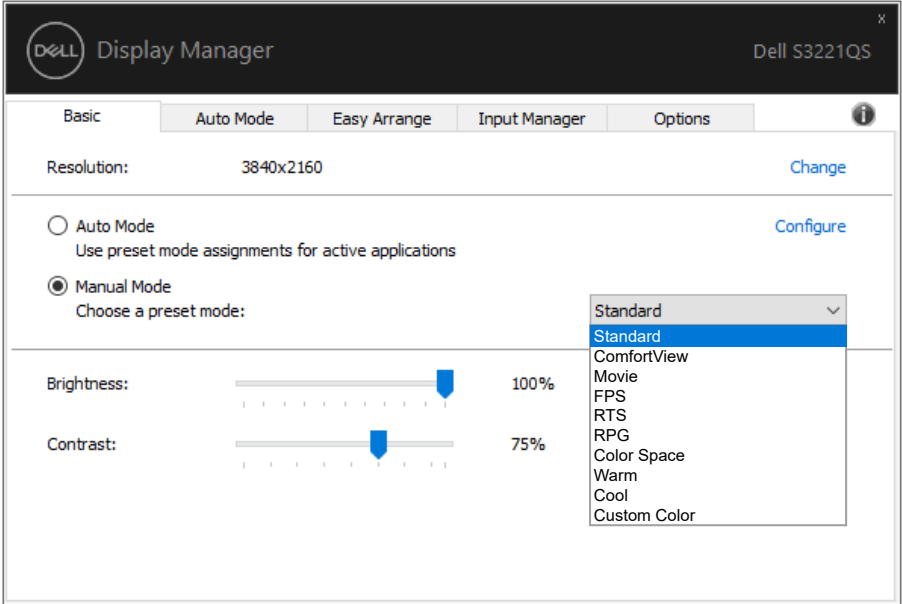 x
DELL Display Manager Dell S3221QS
Basic Auto Mode Easy Arrange Input Manager Options i
Resolution: 3840x2160 Change
Auto Mode Configure
Use preset mode assignments for active applications
Manual Mode
Choose a preset mode: Standard
Standard
ComfortView
Movie
FPS
RTS
RPG
Color Space
Warm
Cool
Custom Color
Brightness: 100%
Contrast: 75%